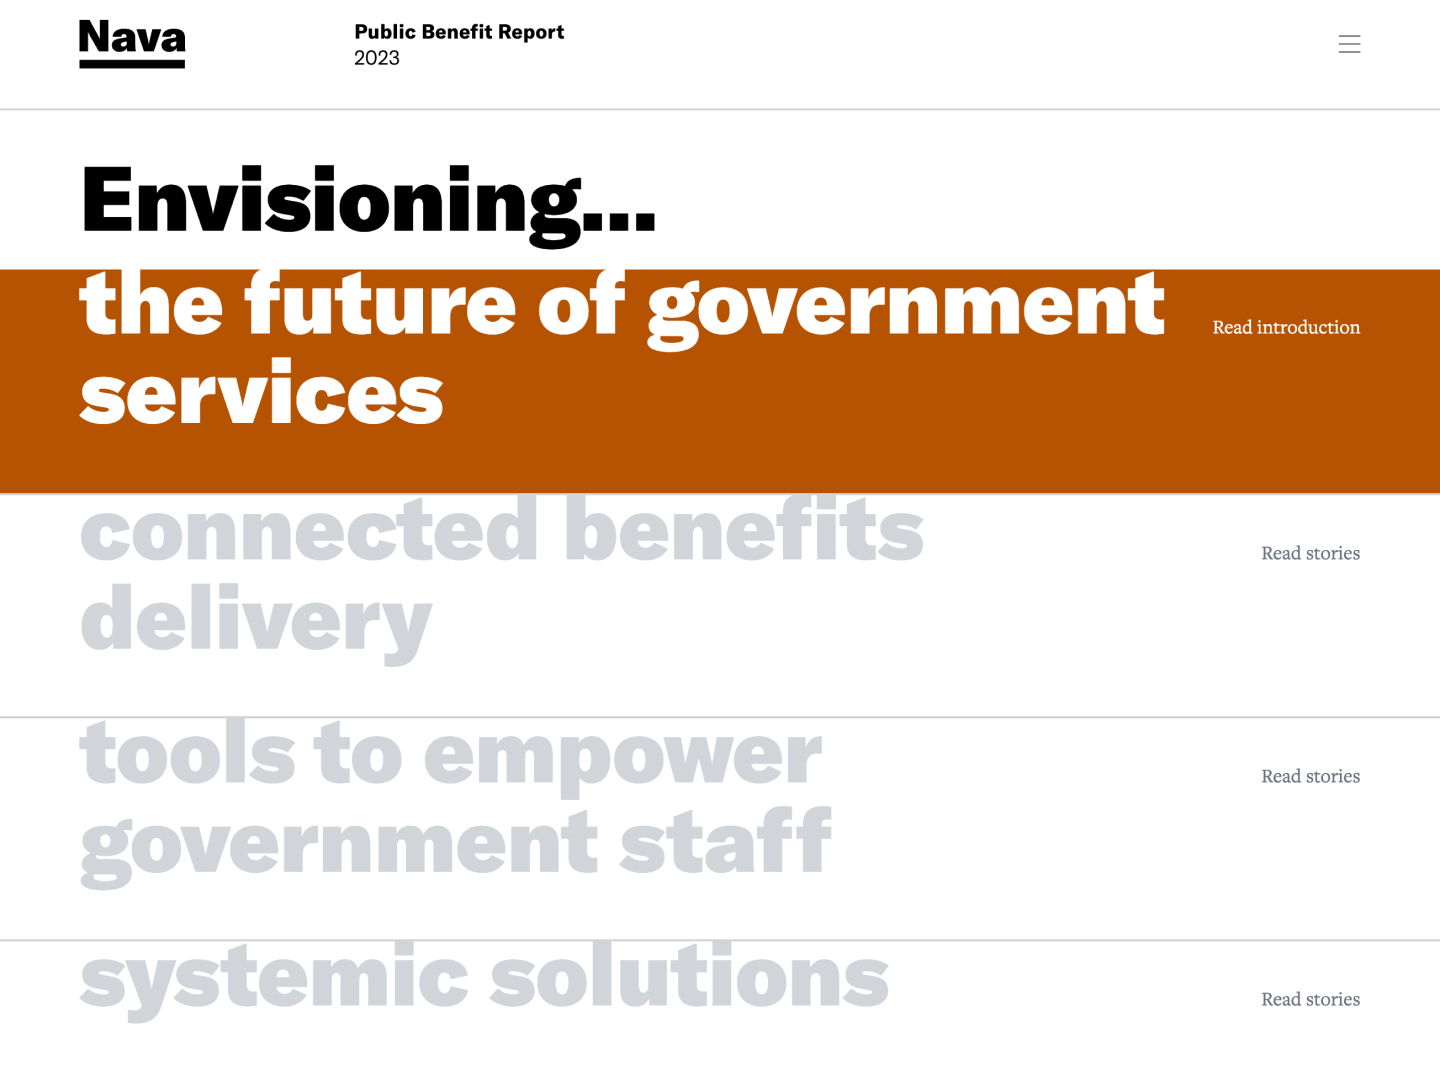 Nava
Public Benefit Report
2023
Envisioning...
the future of government
services
Read introduction
connected benefits
delivery
Read stories
tools to empower
government staff
Read stories
systemic solutions
Read stories